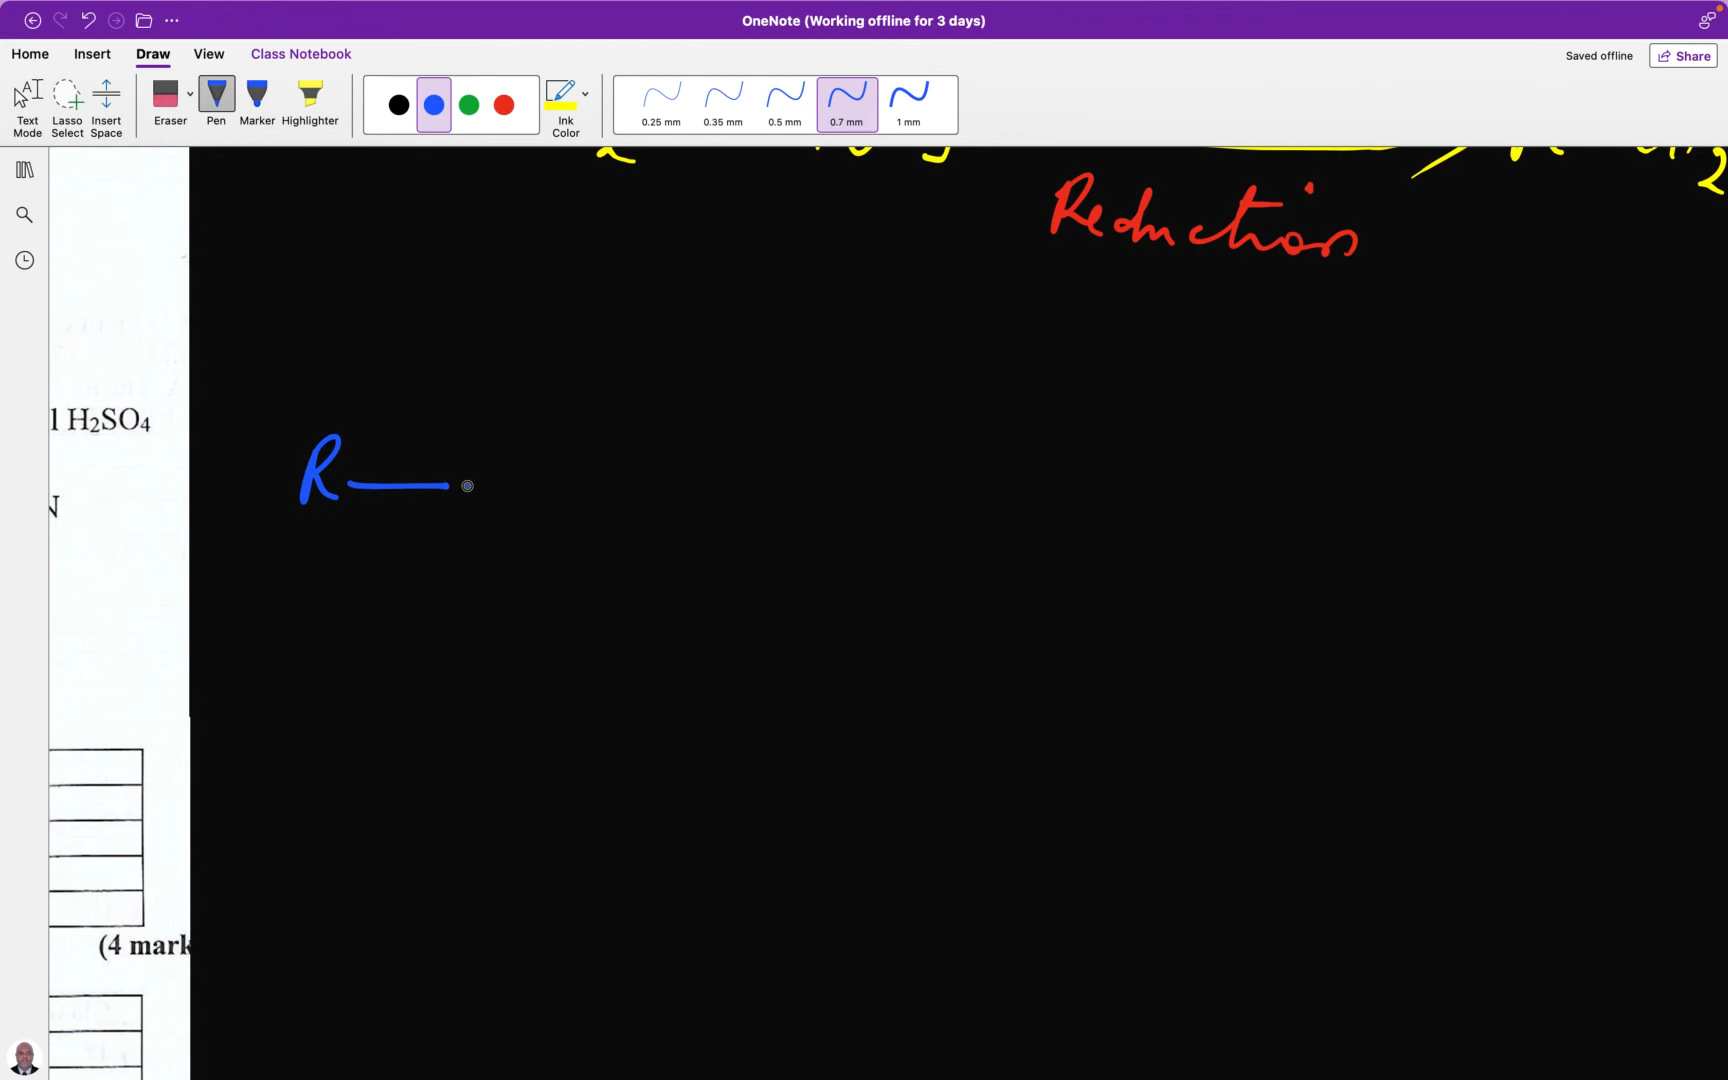 OneNote (Working offline for 3 days)
Home Insert Draw View Class Notebook
Saved offline Share
Text Mode
Lasso Select
Insert Space
Eraser Pen Marker Highlighter
Ink Color
0.25 mm 0.35 mm 0.5 mm 0.7 mm 1 mm
Reduction
l H₂SO₄
R —
N
(4 mark